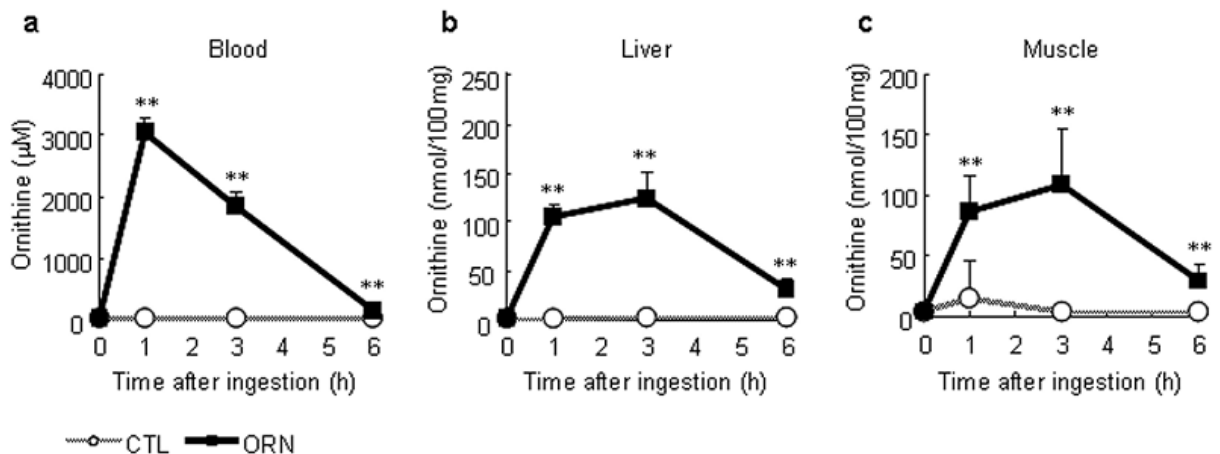 a
Blood
Ornithine (µM)
4000
3000
2000
1000
0
**
**
**
0 1 2 3 4 5 6
Time after ingestion (h)
b
Liver
Ornithine (nmol/100mg)
250
200
150
100
50
0
**
**
**
0 1 2 3 4 5 6
Time after ingestion (h)
c
Muscle
Ornithine (nmol/100mg)
200
150
100
50
0
**
**
**
0 1 2 3 4 5 6
Time after ingestion (h)
CTL ORN